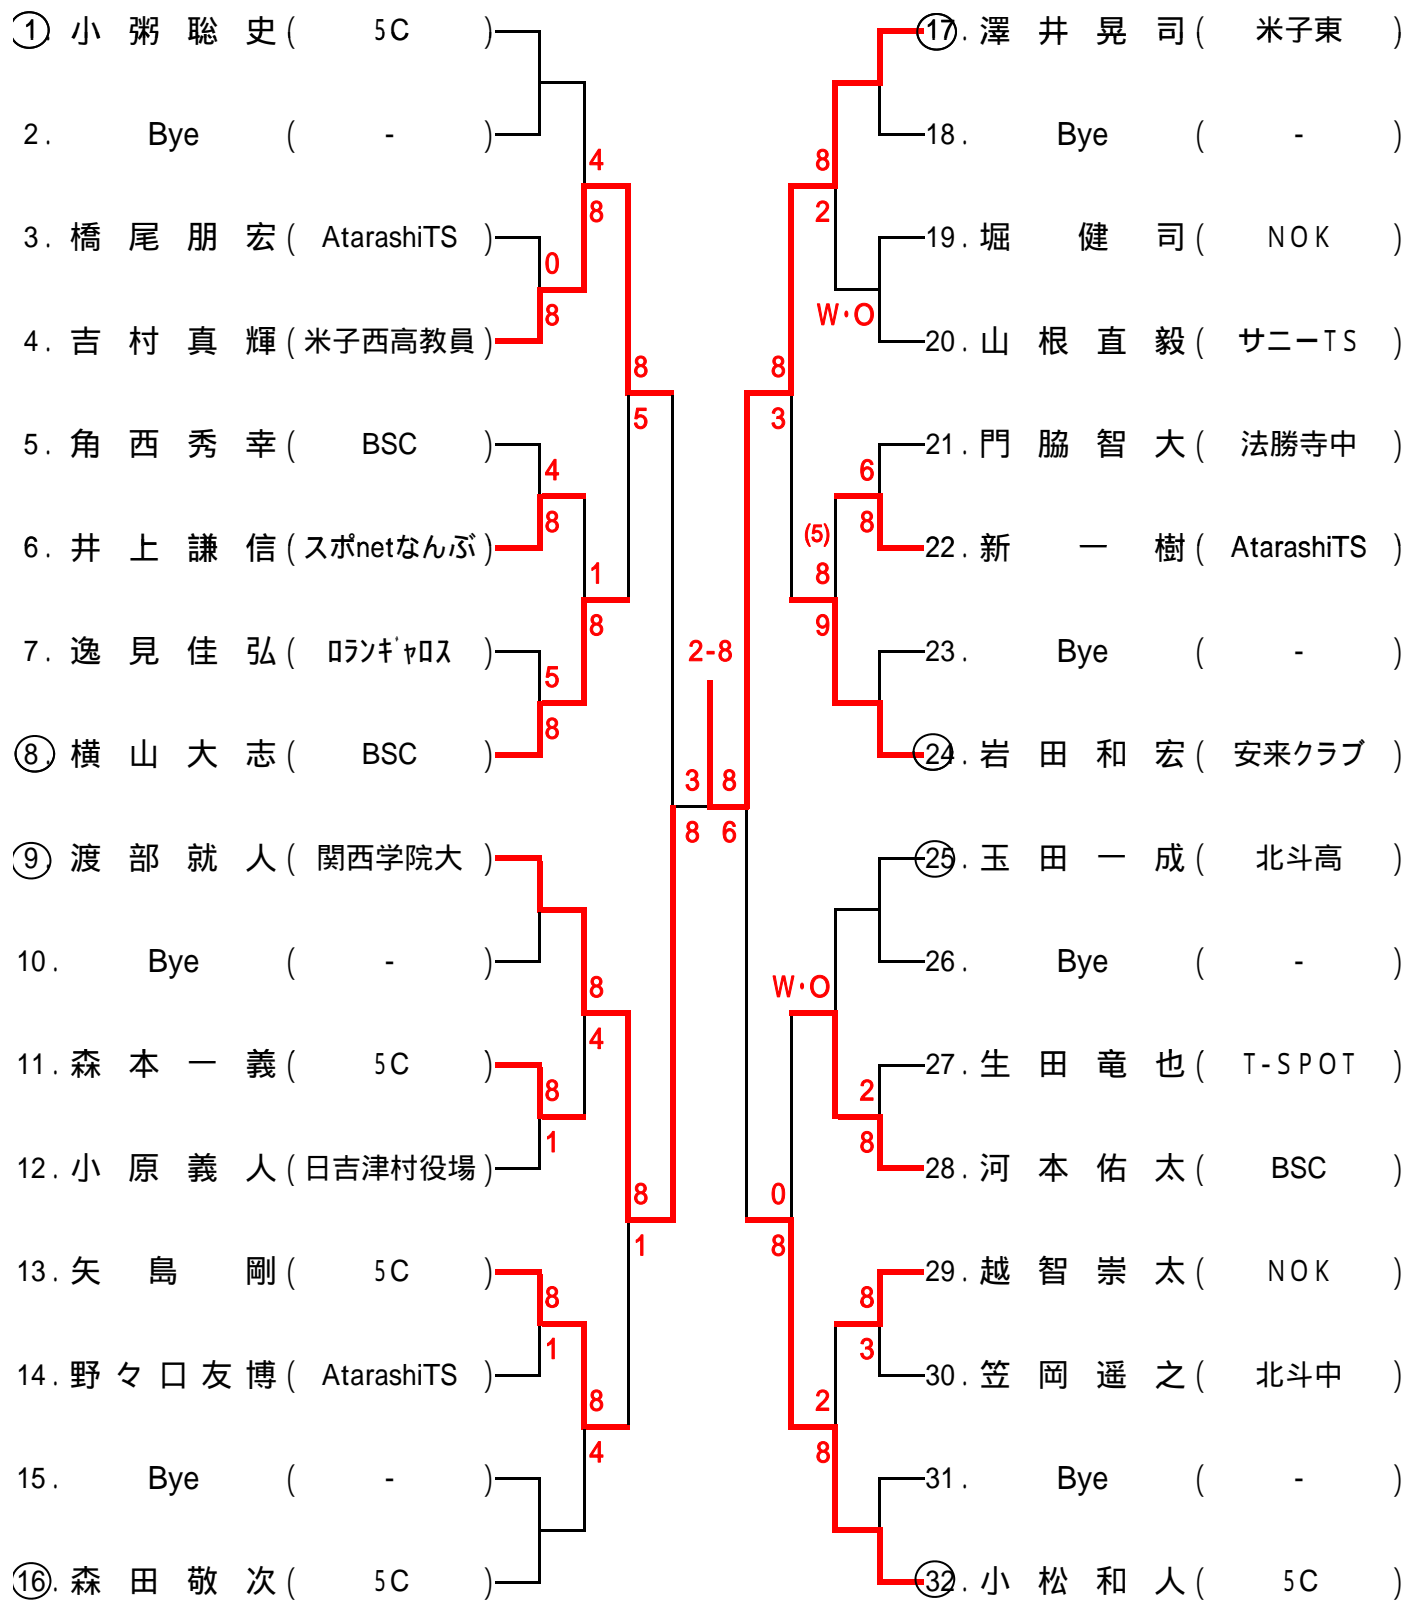 1. 小粥聡史 ( 5C )
2. Bye ( - )
4
8
3. 橋尾朋宏 ( AtarashiTS )
0
8
4. 吉村真輝 ( 米子西高教員 )
8
5
5. 角西秀幸 ( BSC )
4
8
6. 井上謙信 ( スポnetなんぶ )
1
8
7. 逸見佳弘 ( ロランギャロス )
5
8
8. 横山大志 ( BSC )
2-8
3 8
8 6
9. 渡部就人 ( 関西学院大 )
10. Bye ( - )
8
4
11. 森本一義 ( 5C )
8
1
12. 小原義人 ( 日吉津村役場 )
8
1
13. 矢島剛 ( 5C )
8
1
14. 野々口友博 ( AtarashiTS )
8
4
15. Bye ( - )
16. 森田敬次 ( 5C )
17. 澤井晃司 ( 米子東 )
18. Bye ( - )
8
2
19. 堀健司 ( NOK )
W・O
20. 山根直毅 ( サニーTS )
8
3
21. 門脇智大 ( 法勝寺中 )
6
8
22. 新一樹 ( AtarashiTS )
(5)
8
9
23. Bye ( - )
24. 岩田和宏 ( 安来クラブ )
25. 玉田一成 ( 北斗高 )
26. Bye ( - )
W・O
27. 生田竜也 ( T-SPOT )
2
8
28. 河本佑太 ( BSC )
0
8
29. 越智崇太 ( NOK )
8
3
30. 笠岡遥之 ( 北斗中 )
2
8
31. Bye ( - )
32. 小松和人 ( 5C )